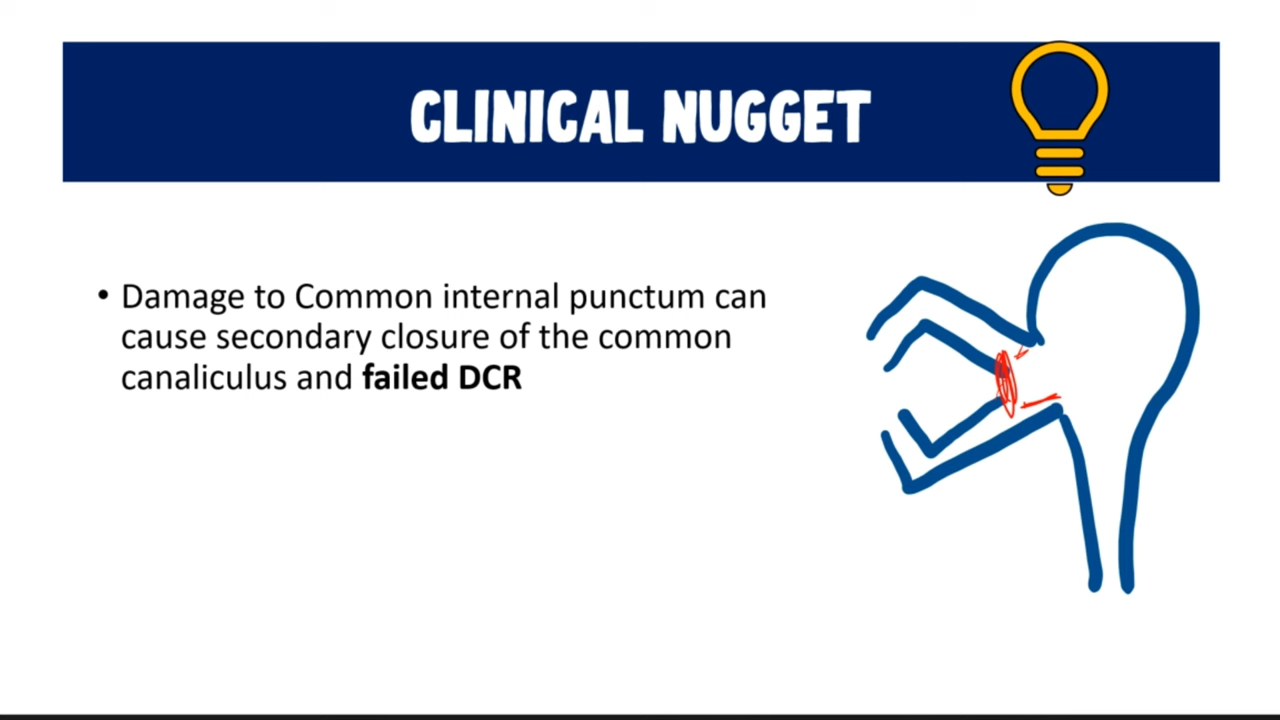 CLINICAL NUGGET
• Damage to Common internal punctum can
cause secondary closure of the common
canaliculus and failed DCR